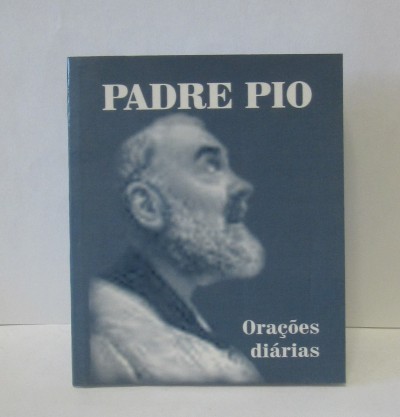 PADRE PIO
Orações
diárias